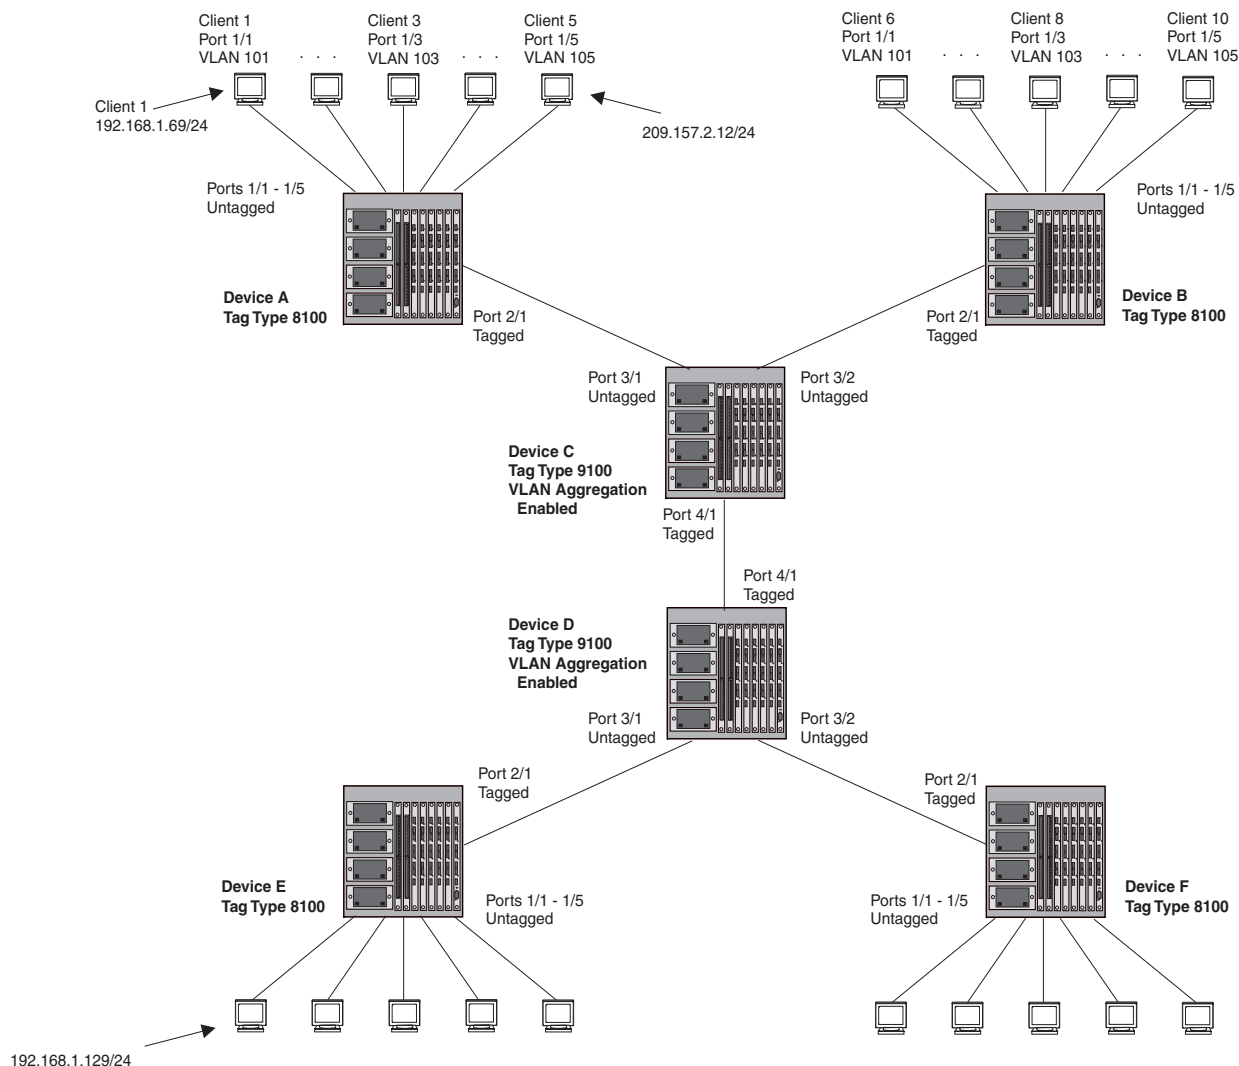 Client 1
Port 1/1
VLAN 101
. . .
Client 3
Port 1/3
VLAN 103
. . .
Client 5
Port 1/5
VLAN 105
Client 6
Port 1/1
VLAN 101
. . .
Client 8
Port 1/3
VLAN 103
. . .
Client 10
Port 1/5
VLAN 105
Client 1
192.168.1.69/24
209.157.2.12/24
Ports 1/1 - 1/5
Untagged
Ports 1/1 - 1/5
Untagged
Device A
Tag Type 8100
Port 2/1
Tagged
Port 2/1
Tagged
Device B
Tag Type 8100
Port 3/1
Untagged
Port 3/2
Untagged
Device C
Tag Type 9100
VLAN Aggregation
Enabled
Port 4/1
Tagged
Port 4/1
Tagged
Device D
Tag Type 9100
VLAN Aggregation
Enabled
Port 3/1
Untagged
Port 3/2
Untagged
Port 2/1
Tagged
Port 2/1
Tagged
Device E
Tag Type 8100
Ports 1/1 - 1/5
Untagged
Ports 1/1 - 1/5
Untagged
Device F
Tag Type 8100
192.168.1.129/24